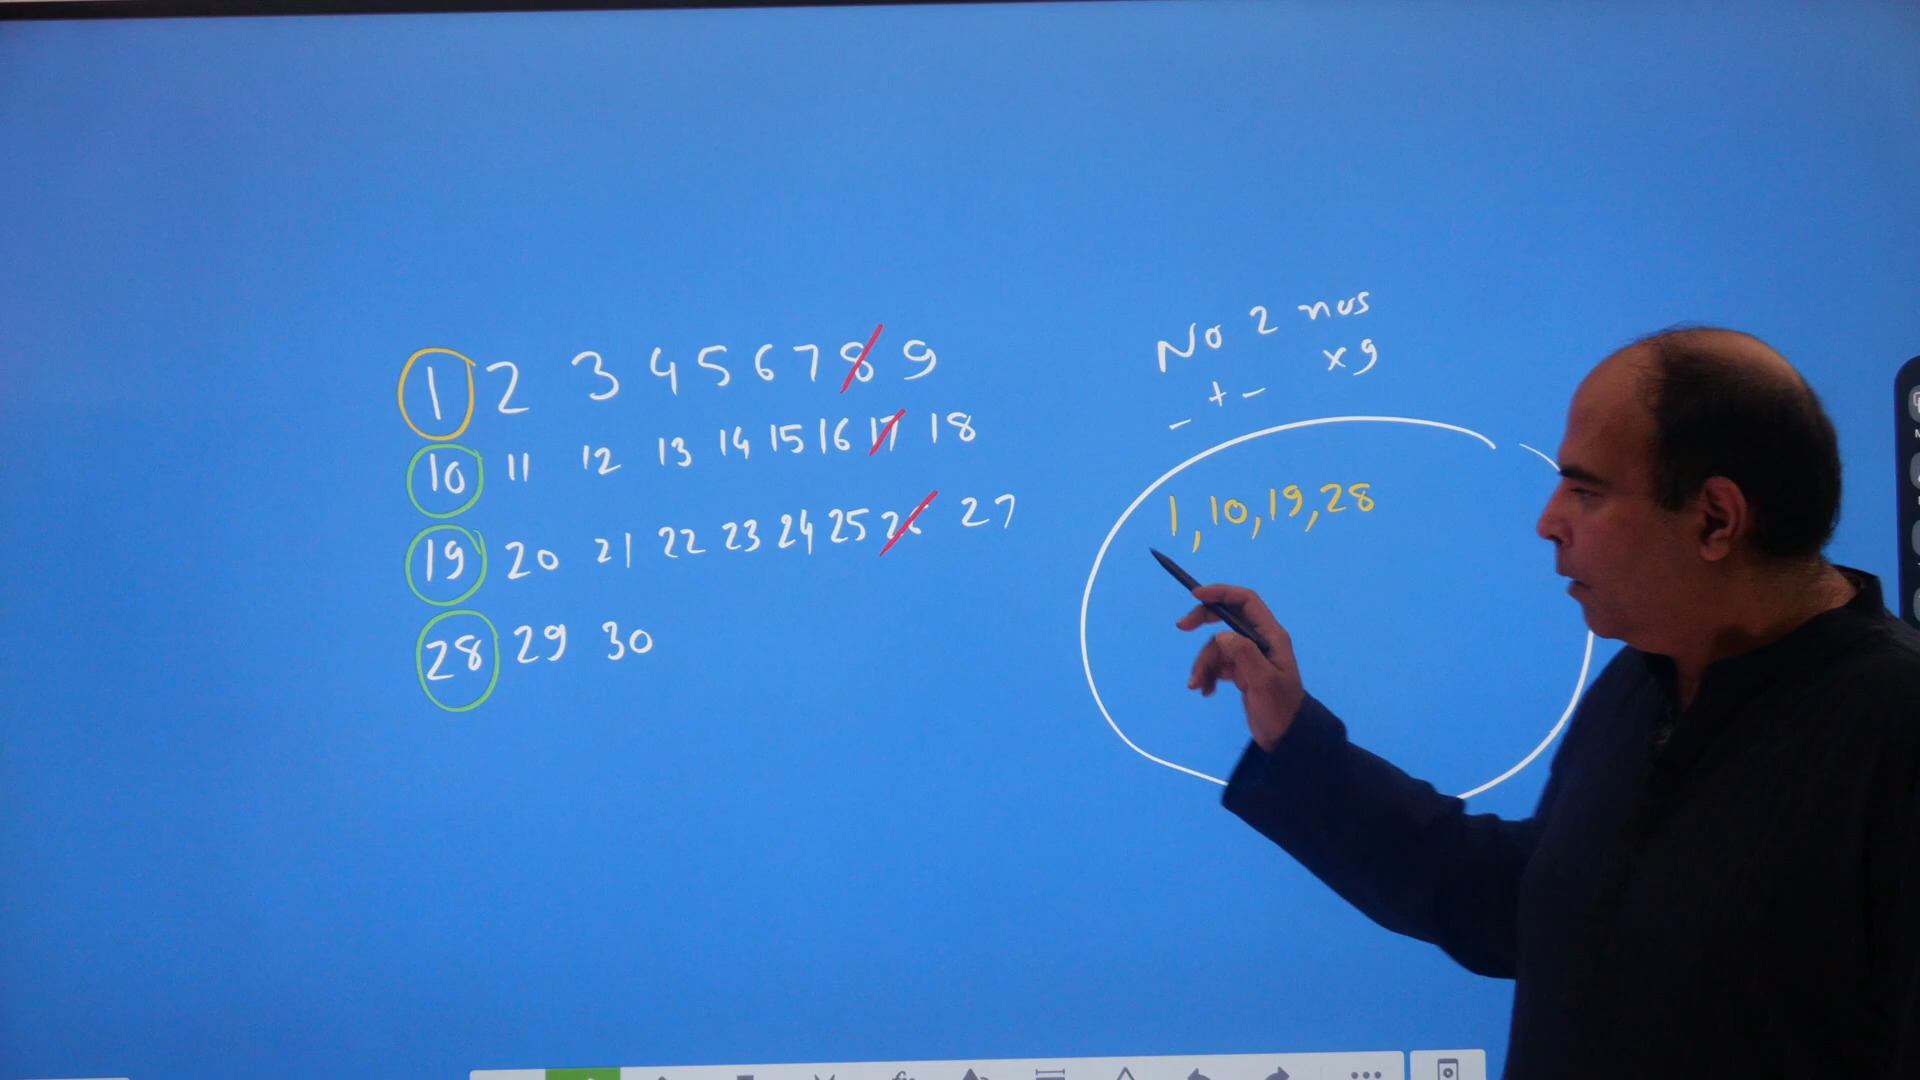 1 2 3 4 5 6 7 8 9
10 11 12 13 14 15 16 17 18
19 20 21 22 23 24 25 26 27
28 29 30
No 2 nos
- + - x9
1, 10, 19, 28